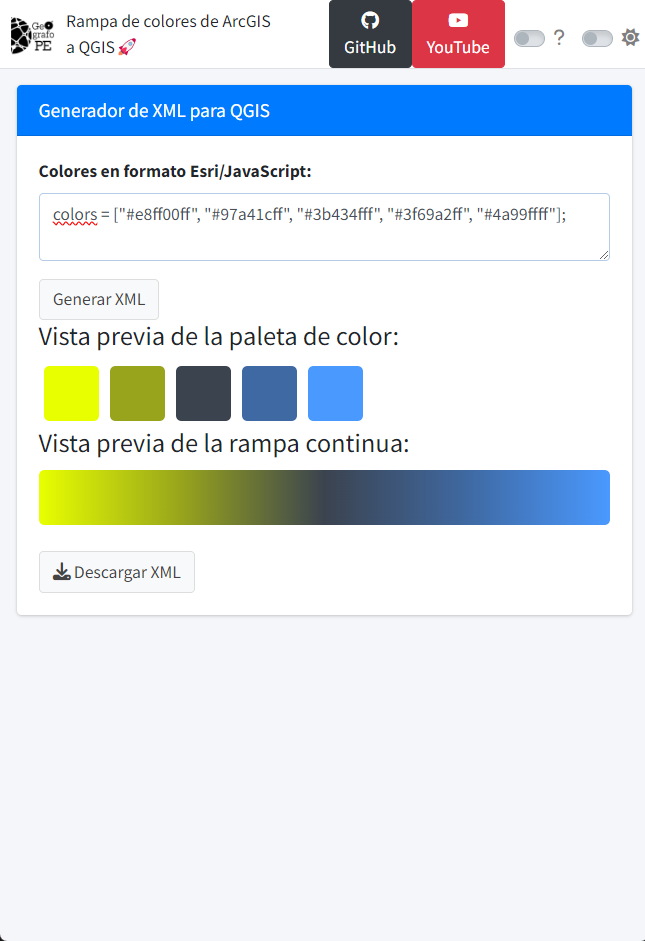 Geógrafo PE
Rampa de colores de ArcGIS
a QGIS 🚀
GitHub
YouTube
?
Generador de XML para QGIS
Colores en formato Esri/JavaScript:
colors = ["#e8ff00ff", "#97a41cff", "#3b434fff", "#3f69a2ff", "#4a99ffff"];
Generar XML
Vista previa de la paleta de color:
Vista previa de la rampa continua:
Descargar XML